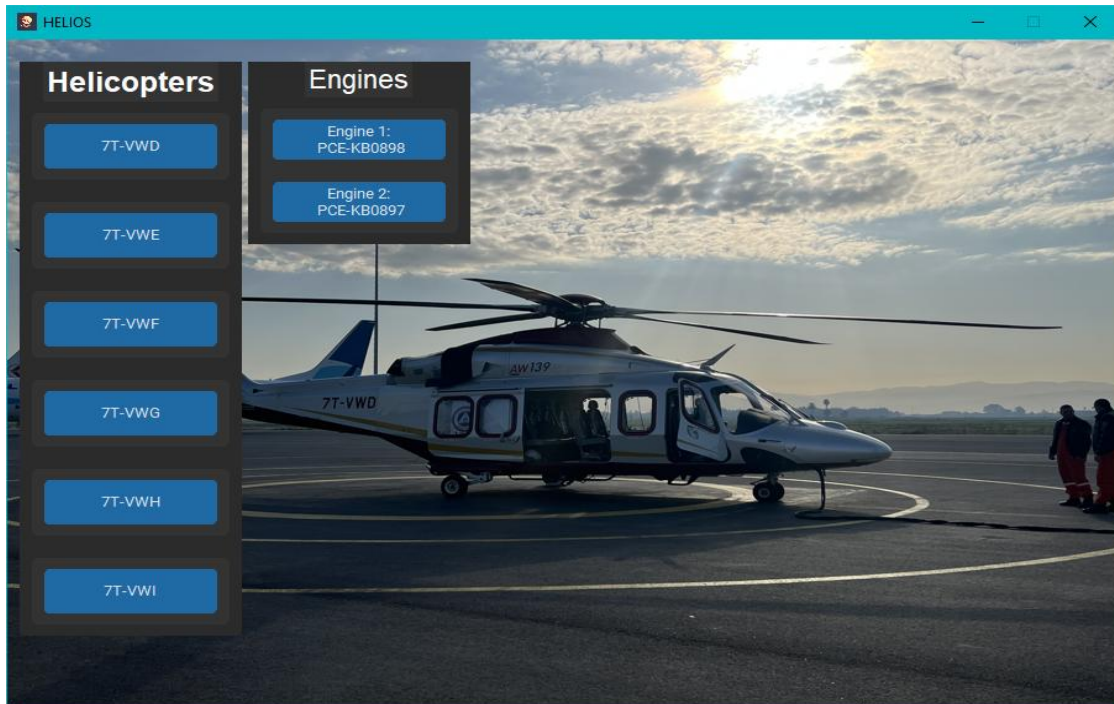 HELIOS
Helicopters
7T-VWD
7T-VWE
7T-VWF
7T-VWG
7T-VWH
7T-VWI
Engines
Engine 1:
PCE-KB0898
Engine 2:
PCE-KB0897
AW139
7T-VWD